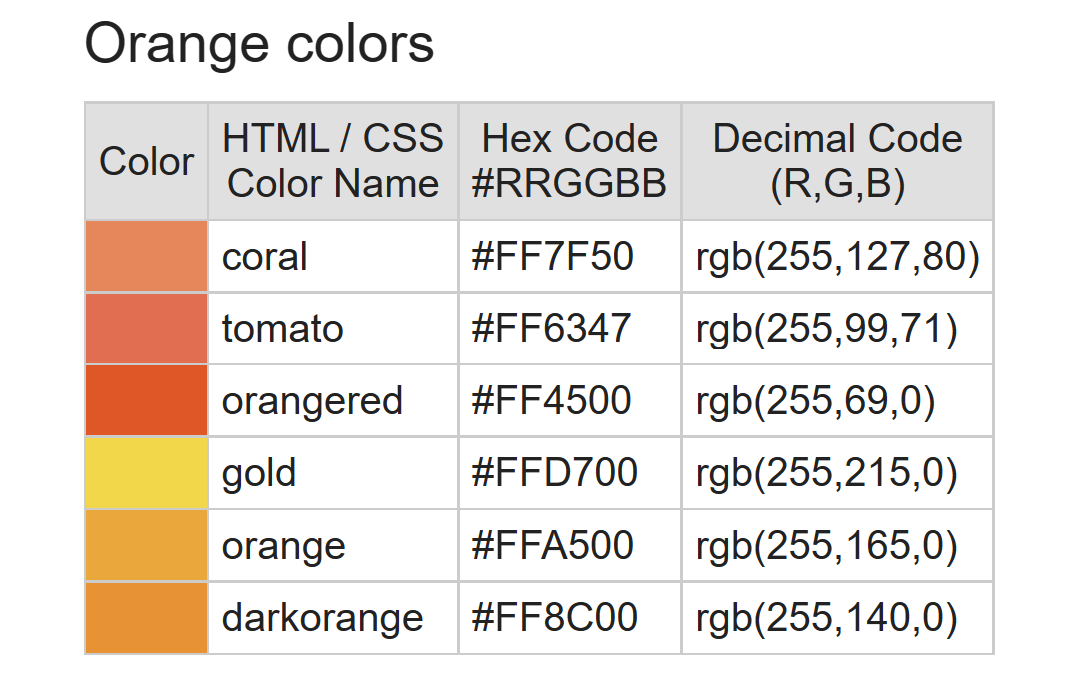 Orange colors
Color
HTML / CSS
Color Name
Hex Code
#RRGGBB
Decimal Code
(R,G,B)
coral #FF7F50 rgb(255,127,80)
tomato #FF6347 rgb(255,99,71)
orangered #FF4500 rgb(255,69,0)
gold #FFD700 rgb(255,215,0)
orange #FFA500 rgb(255,165,0)
darkorange #FF8C00 rgb(255,140,0)